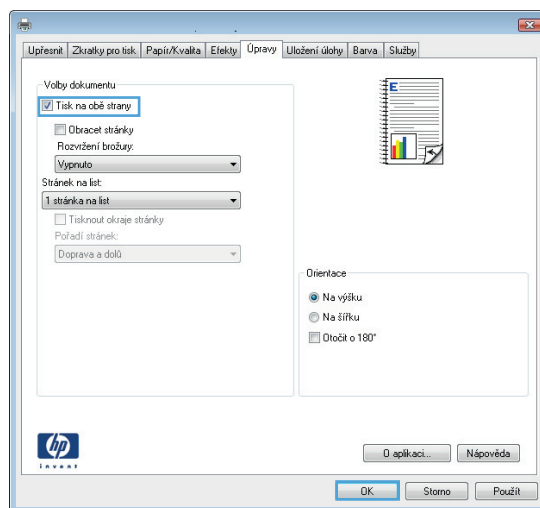 Upřesnit Zkratky pro tisk Papír/Kvalita Efekty Úpravy Uložení úlohy Barva Služby
Volby dokumentu
Tisk na obě strany
Obracet stránky
Rozvržení brožury:
Vypnuto
Stránek na list:
1 stránka na list
Tisknout okraje stránky
Pořadí stránek:
Doprava a dolů
E
Orientace
Na výšku
Na šířku
Otočit o 180°
hp
invent
O aplikaci... Nápověda
OK Storno Použít